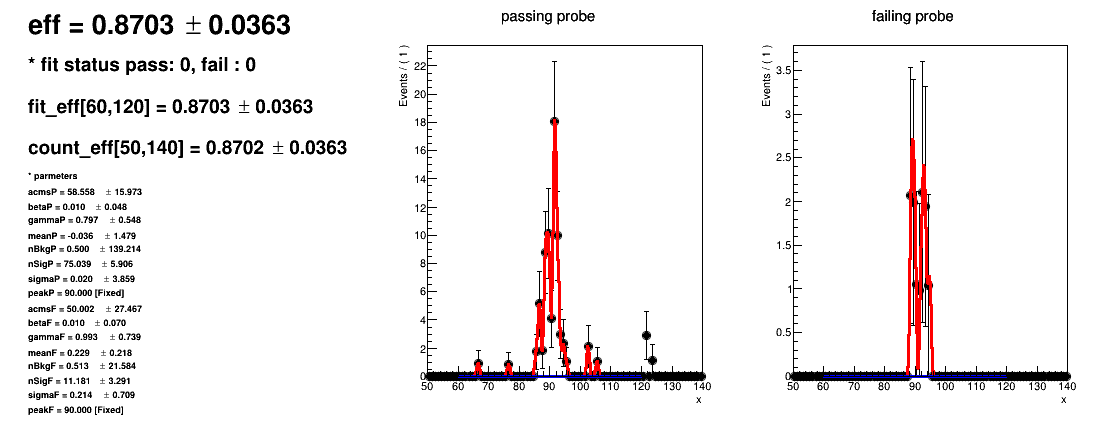 eff = 0.8703 ± 0.0363
* fit status pass: 0, fail : 0
fit_eff[60,120] = 0.8703 ± 0.0363
count_eff[50,140] = 0.8702 ± 0.0363
* parmeters
acmsP = 58.558 ± 15.973
betaP = 0.010 ± 0.048
gammaP = 0.797 ± 0.548
meanP = -0.036 ± 1.479
nBkgP = 0.500 ± 139.214
nSigP = 75.039 ± 5.906
sigmaP = 0.020 ± 3.859
peakP = 90.000 [Fixed]
acmsF = 50.002 ± 27.467
betaF = 0.010 ± 0.070
gammaF = 0.993 ± 0.739
meanF = 0.229 ± 0.218
nBkgF = 0.513 ± 21.584
nSigF = 11.181 ± 3.291
sigmaF = 0.214 ± 0.709
peakF = 90.000 [Fixed]
passing probe
Events / ( 1 )
22
20
18
16
14
12
10
8
6
4
2
0
50 60 70 80 90 100 110 120 130 140
x
failing probe
Events / ( 1 )
3.5
3
2.5
2
1.5
1
0.5
0
50 60 70 80 90 100 110 120 130 140
x